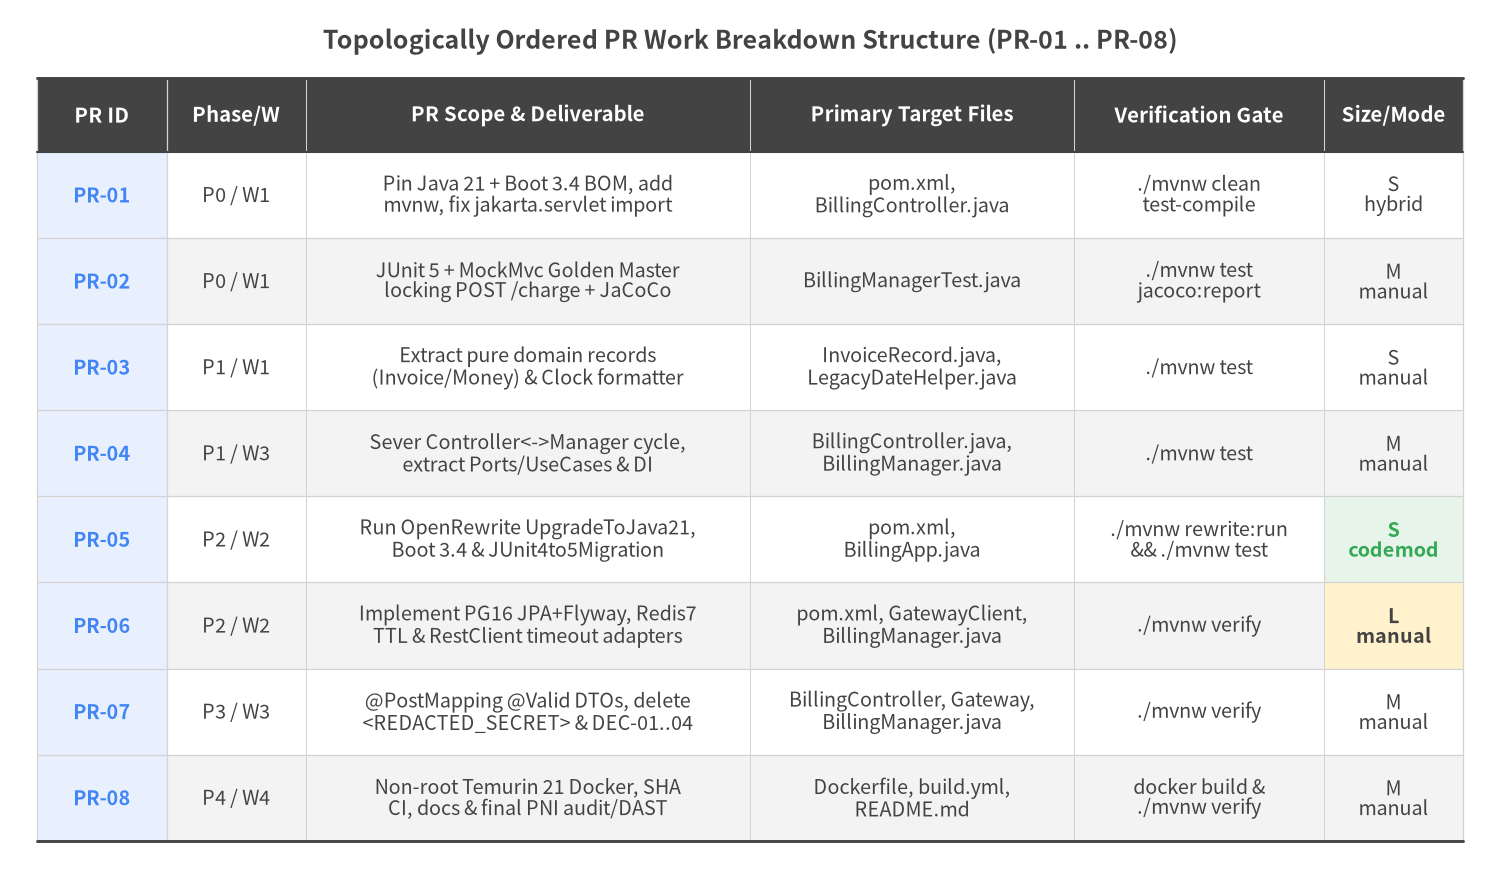 Topologically Ordered PR Work Breakdown Structure (PR-01 .. PR-08)
PR ID
Phase/W
PR Scope & Deliverable
Primary Target Files
Verification Gate
Size/Mode
PR-01
P0 / W1
Pin Java 21 + Boot 3.4 BOM, add
mvnw, fix jakarta.servlet import
pom.xml,
BillingController.java
./mvnw clean
test-compile
S
hybrid
PR-02
P0 / W1
JUnit 5 + MockMvc Golden Master
locking POST /charge + JaCoCo
BillingManagerTest.java
./mvnw test
jacoco:report
M
manual
PR-03
P1 / W1
Extract pure domain records
(Invoice/Money) & Clock formatter
InvoiceRecord.java,
LegacyDateHelper.java
./mvnw test
S
manual
PR-04
P1 / W3
Sever Controller<->Manager cycle,
extract Ports/UseCases & DI
BillingController.java,
BillingManager.java
./mvnw test
M
manual
PR-05
P2 / W2
Run OpenRewrite UpgradeToJava21,
Boot 3.4 & JUnit4to5Migration
pom.xml,
BillingApp.java
./mvnw rewrite:run
&& ./mvnw test
S
codemod
PR-06
P2 / W2
Implement PG16 JPA+Flyway, Redis7
TTL & RestClient timeout adapters
pom.xml, GatewayClient,
BillingManager.java
./mvnw verify
L
manual
PR-07
P3 / W3
@PostMapping @Valid DTOs, delete
<REDACTED_SECRET> & DEC-01..04
BillingController, Gateway,
BillingManager.java
./mvnw verify
M
manual
PR-08
P4 / W4
Non-root Temurin 21 Docker, SHA
CI, docs & final PNI audit/DAST
Dockerfile, build.yml,
README.md
docker build &
./mvnw verify
M
manual